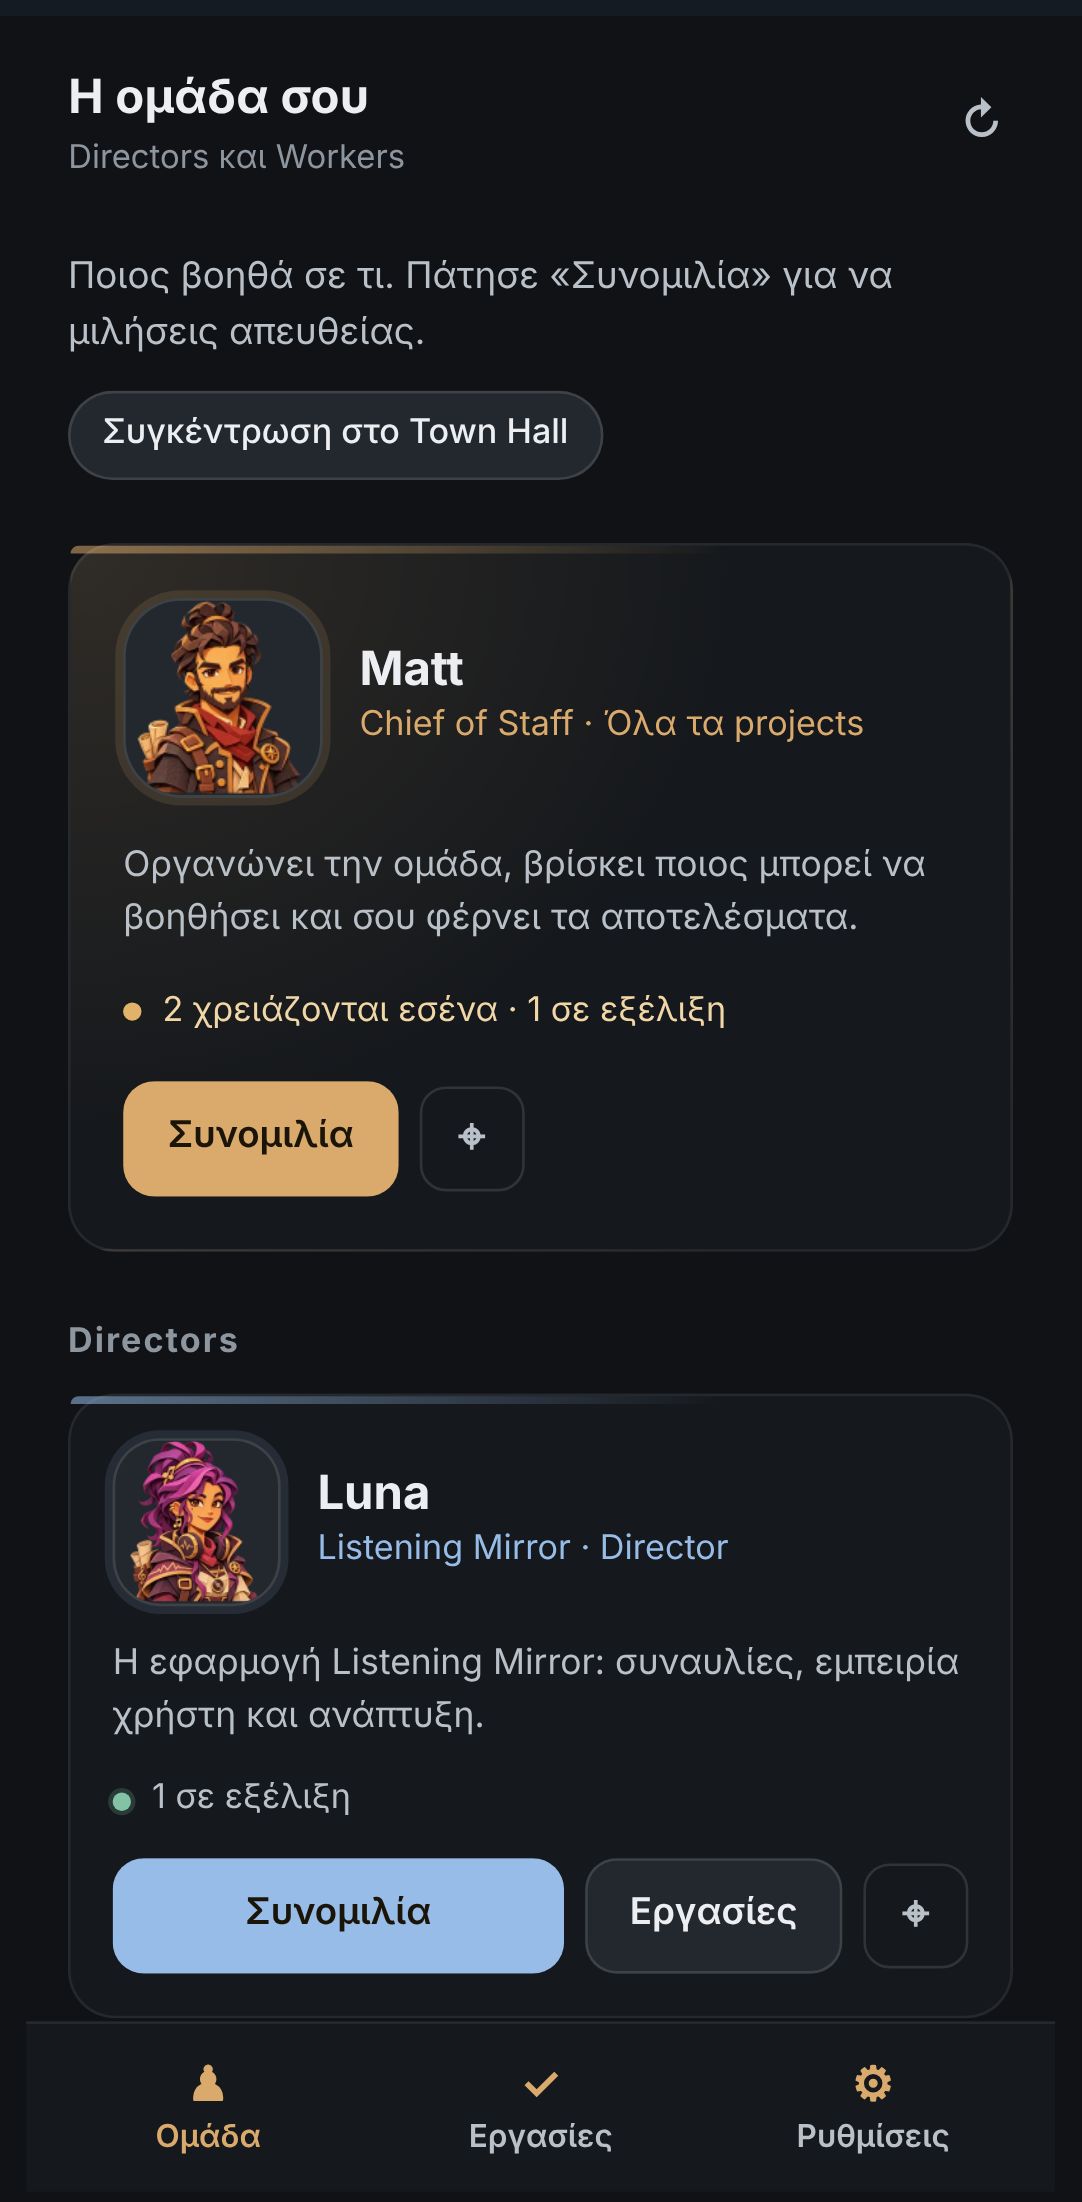 Η ομάδα σου
Directors και Workers
Ποιος βοηθά σε τι. Πάτησε «Συνομιλία» για να
μιλήσεις απευθείας.
Συγκέντρωση στο Town Hall
Matt
Chief of Staff · Όλα τα projects
Οργανώνει την ομάδα, βρίσκει ποιος μπορεί να
βοηθήσει και σου φέρνει τα αποτελέσματα.
2 χρειάζονται εσένα · 1 σε εξέλιξη
Συνομιλία
Directors
Luna
Listening Mirror · Director
Η εφαρμογή Listening Mirror: συναυλίες, εμπειρία
χρήστη και ανάπτυξη.
1 σε εξέλιξη
Συνομιλία
Εργασίες
Ομάδα
Εργασίες
Ρυθμίσεις